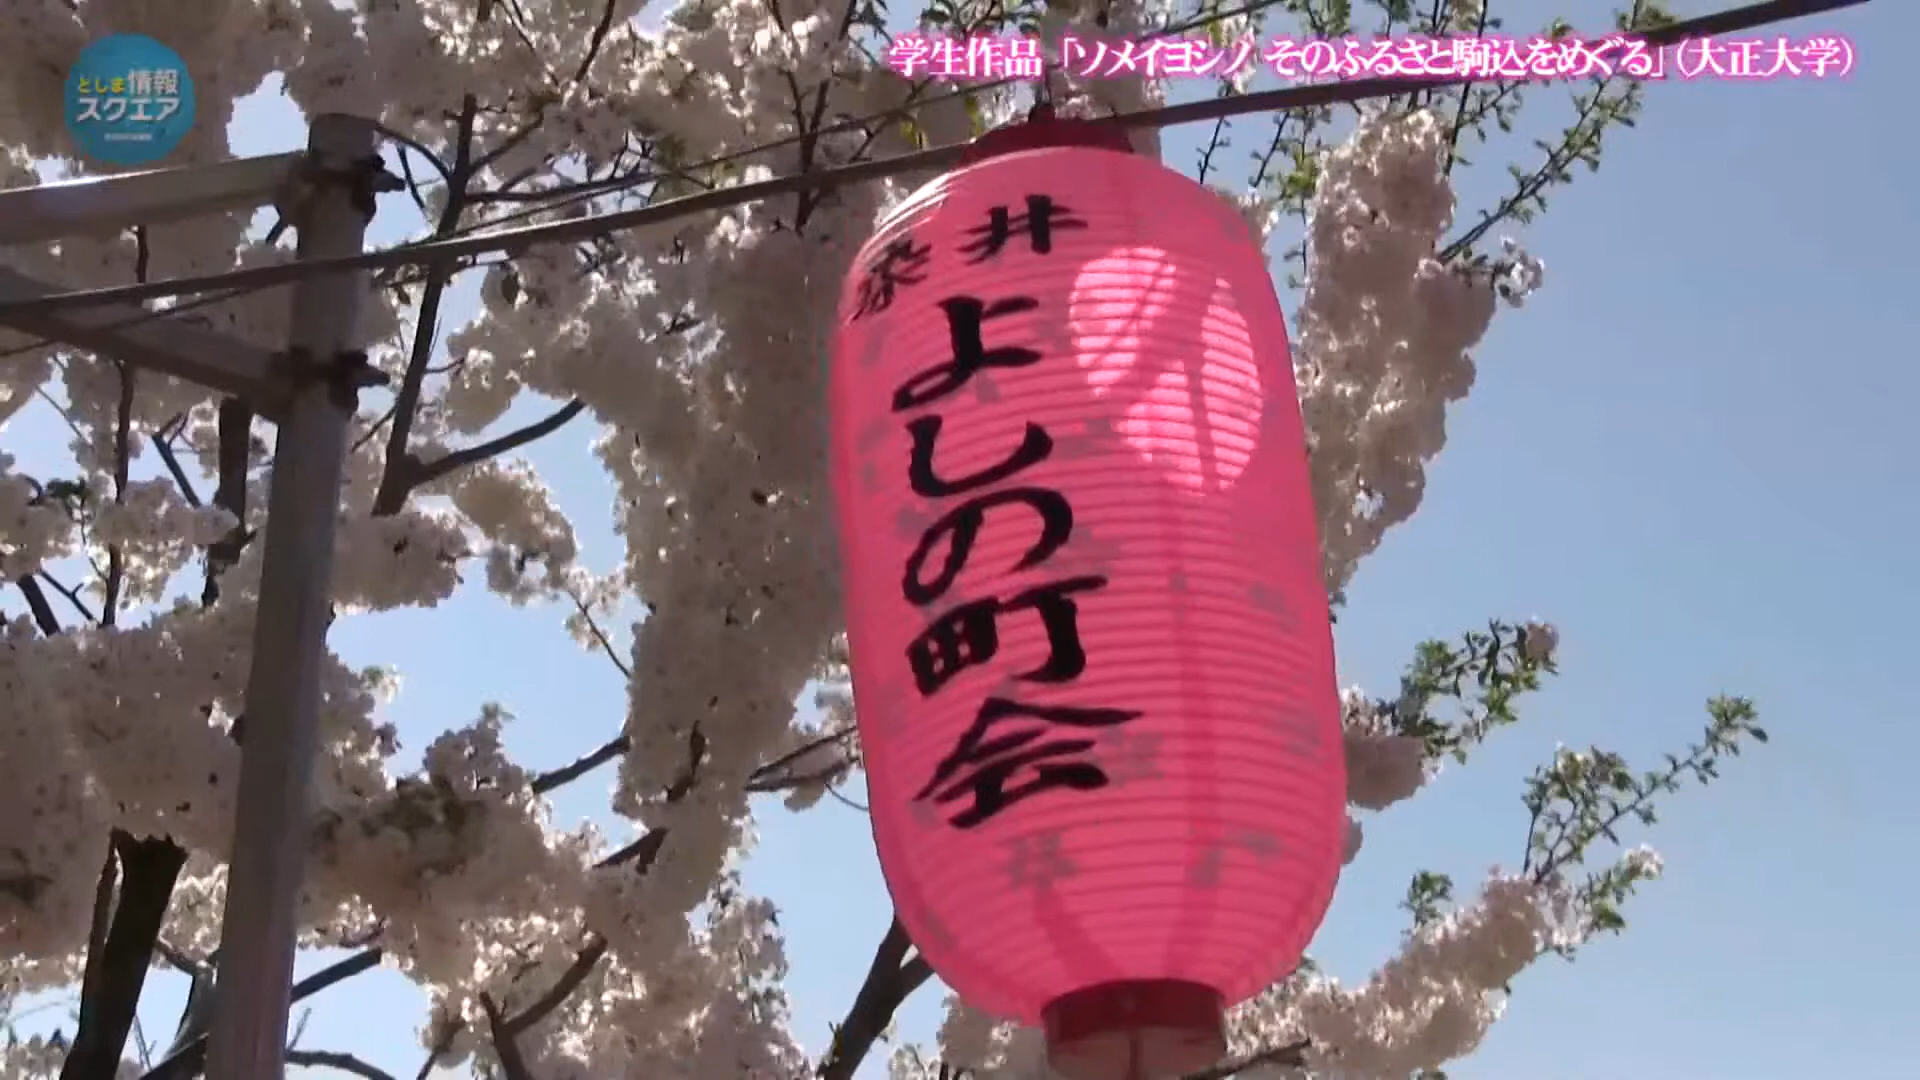 としま情報
スクエア
学生作品「ソメイヨシノ そのふるさと駒込をめぐる」(大正大学)
染井
よしの町会